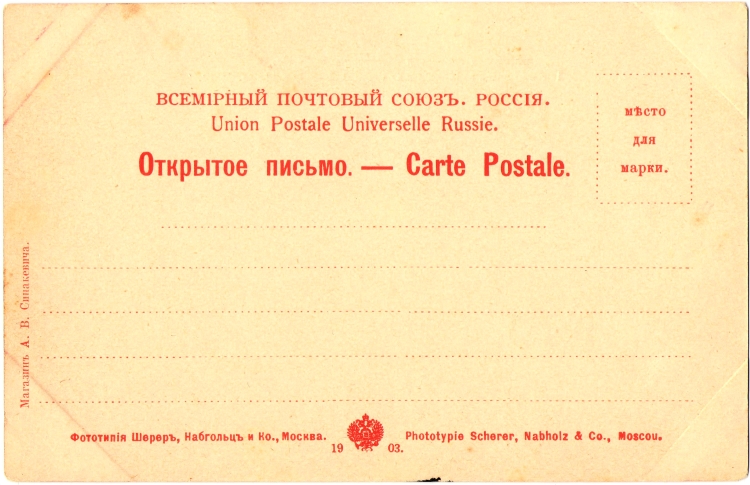 ВСЕМІРНЫЙ ПОЧТОВЫЙ СОЮЗЪ. РОССІЯ.
Union Postale Universelle Russie.
Открытое письмо. — Carte Postale.
мѣсто
для
марки.
Магазинъ А. В. Синакевича.
Фототипія Шереръ, Набгольцъ и Ко., Москва.
19 03.
Phototypie Scherer, Nabholz & Co., Moscou.